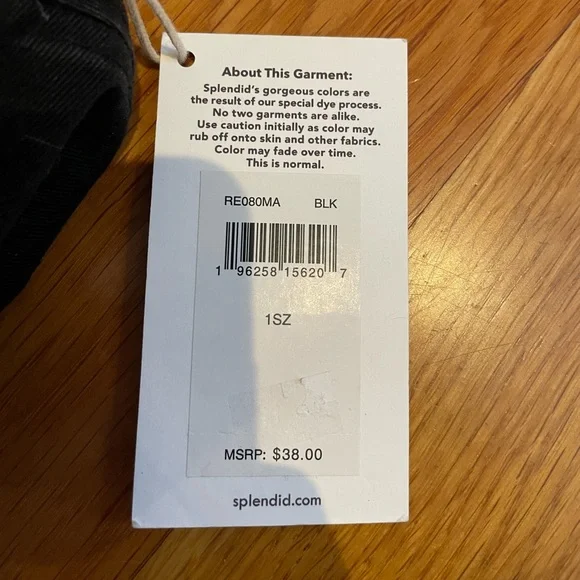 About This Garment:
Splendid's gorgeous colors are
the result of our special dye process.
No two garments are alike.
Use caution initially as color may
rub off onto skin and other fabrics.
Color may fade over time.
This is normal.
RE080MA BLK
1 96258 15620 7
1SZ
MSRP: $38.00
splendid.com